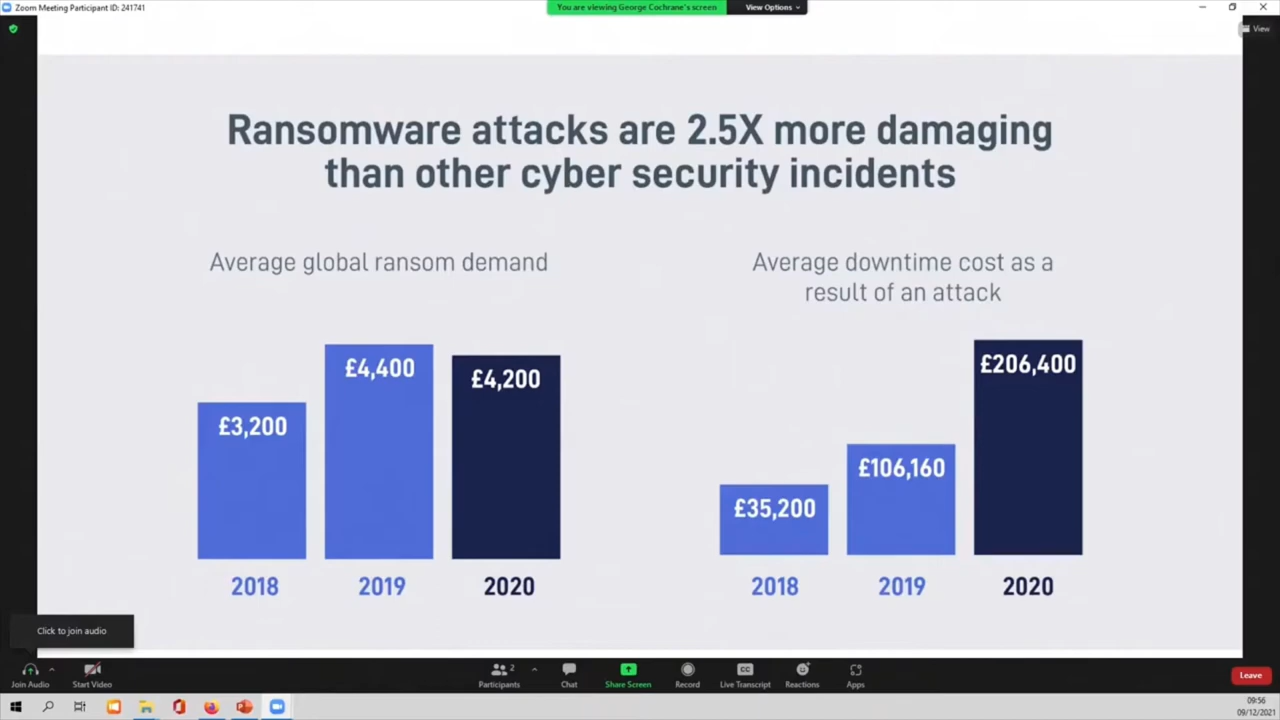 Zoom Meeting Participant ID: 241741
You are viewing George Cochrane's screen
View Options
View
Ransomware attacks are 2.5X more damaging
than other cyber security incidents
Average global ransom demand
£3,200
£4,400
£4,200
2018
2019
2020
Average downtime cost as a
result of an attack
£35,200
£106,160
£206,400
2018
2019
2020
Click to join audio
Join Audio
Start Video
2
Participants
Chat
Share Screen
Record
CC
Live Transcript
Reactions
Apps
Leave
09:56
09/12/2021